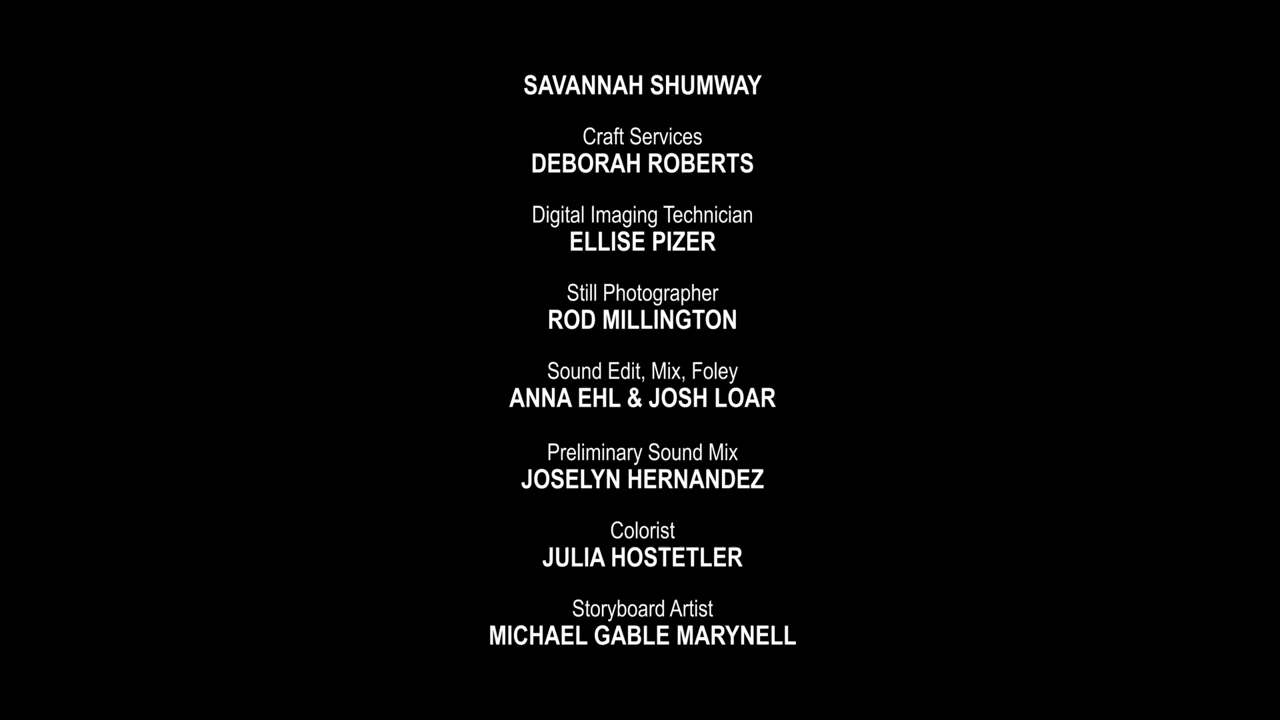 SAVANNAH SHUMWAY
Craft Services
DEBORAH ROBERTS
Digital Imaging Technician
ELLISE PIZER
Still Photographer
ROD MILLINGTON
Sound Edit, Mix, Foley
ANNA EHL & JOSH LOAR
Preliminary Sound Mix
JOSELYN HERNANDEZ
Colorist
JULIA HOSTETLER
Storyboard Artist
MICHAEL GABLE MARYNELL